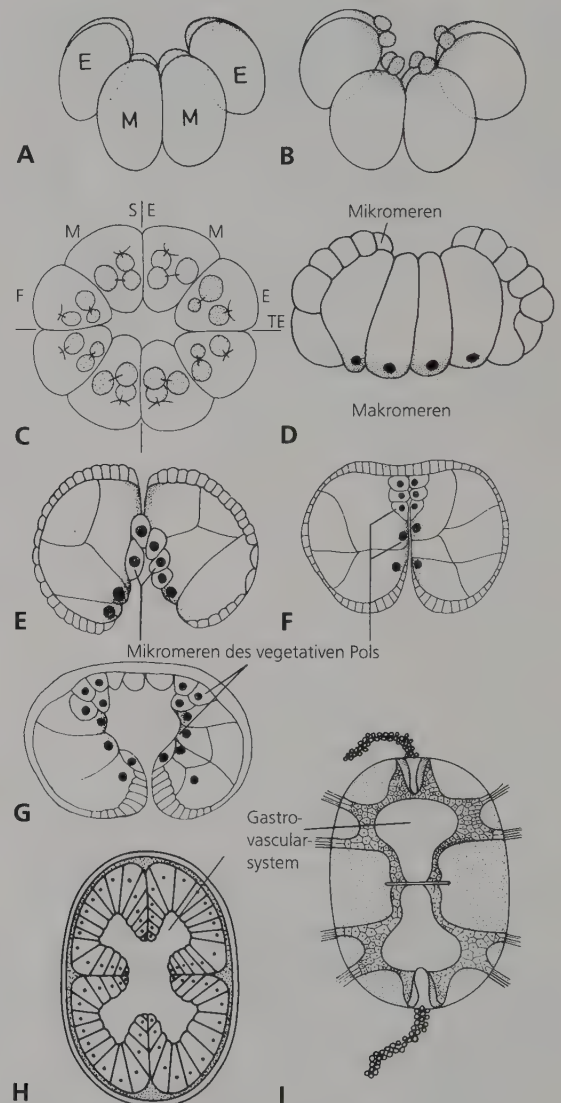 E E
M M
A B
S E
M M
F E
TE
C
Mikromeren
Makromeren
D
E F
Mikromeren des vegetativen Pols
G
Gastro-
vascular-
system
H I